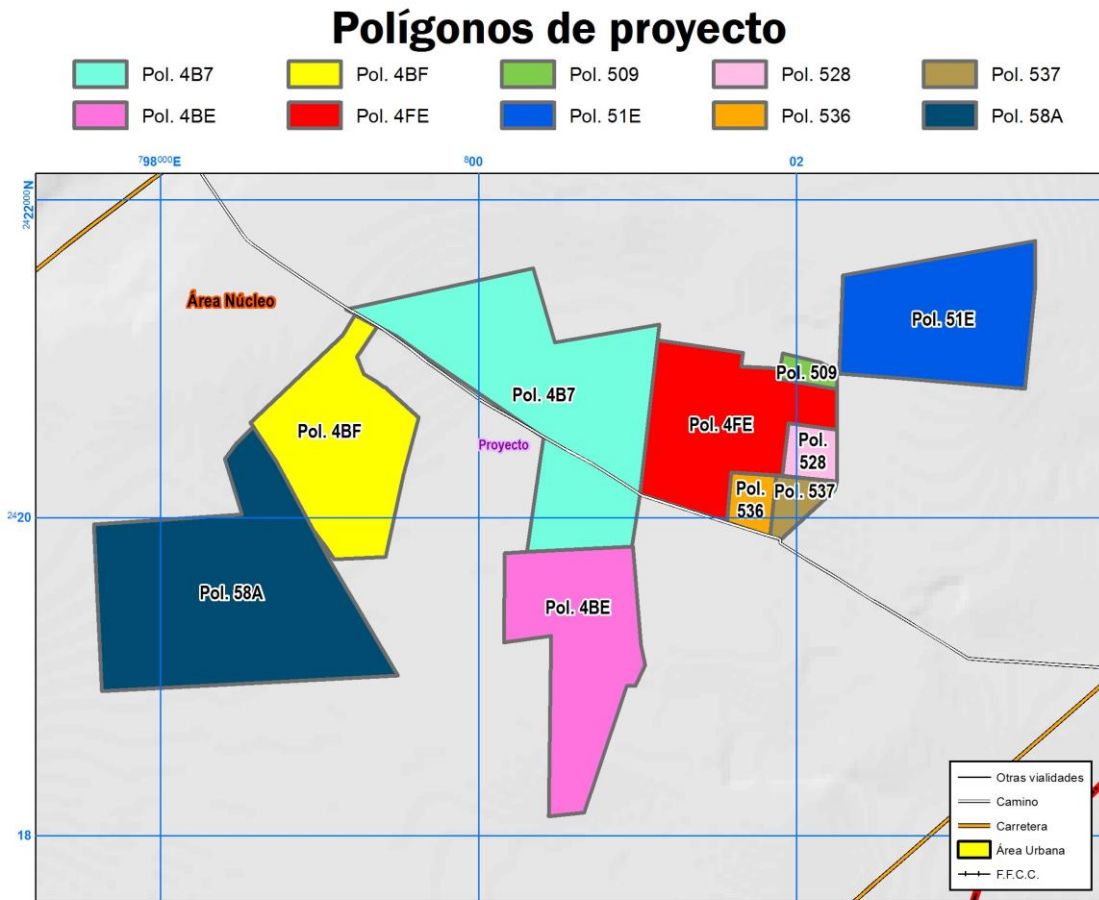 Polígonos de proyecto
Pol. 4B7
Pol. 4BF
Pol. 509
Pol. 528
Pol. 537
Pol. 4BE
Pol. 4FE
Pol. 51E
Pol. 536
Pol. 58A
798000E
800
02
2422000N
Área Núcleo
Pol. 51E
Pol. 509
Pol. 4B7
Pol. 4FE
Pol. 4BF
Proyecto
Pol.
528
Pol.
536
Pol. 537
2420
Pol. 58A
Pol. 4BE
18
Otras vialidades
Camino
Carretera
Área Urbana
F.F.C.C.